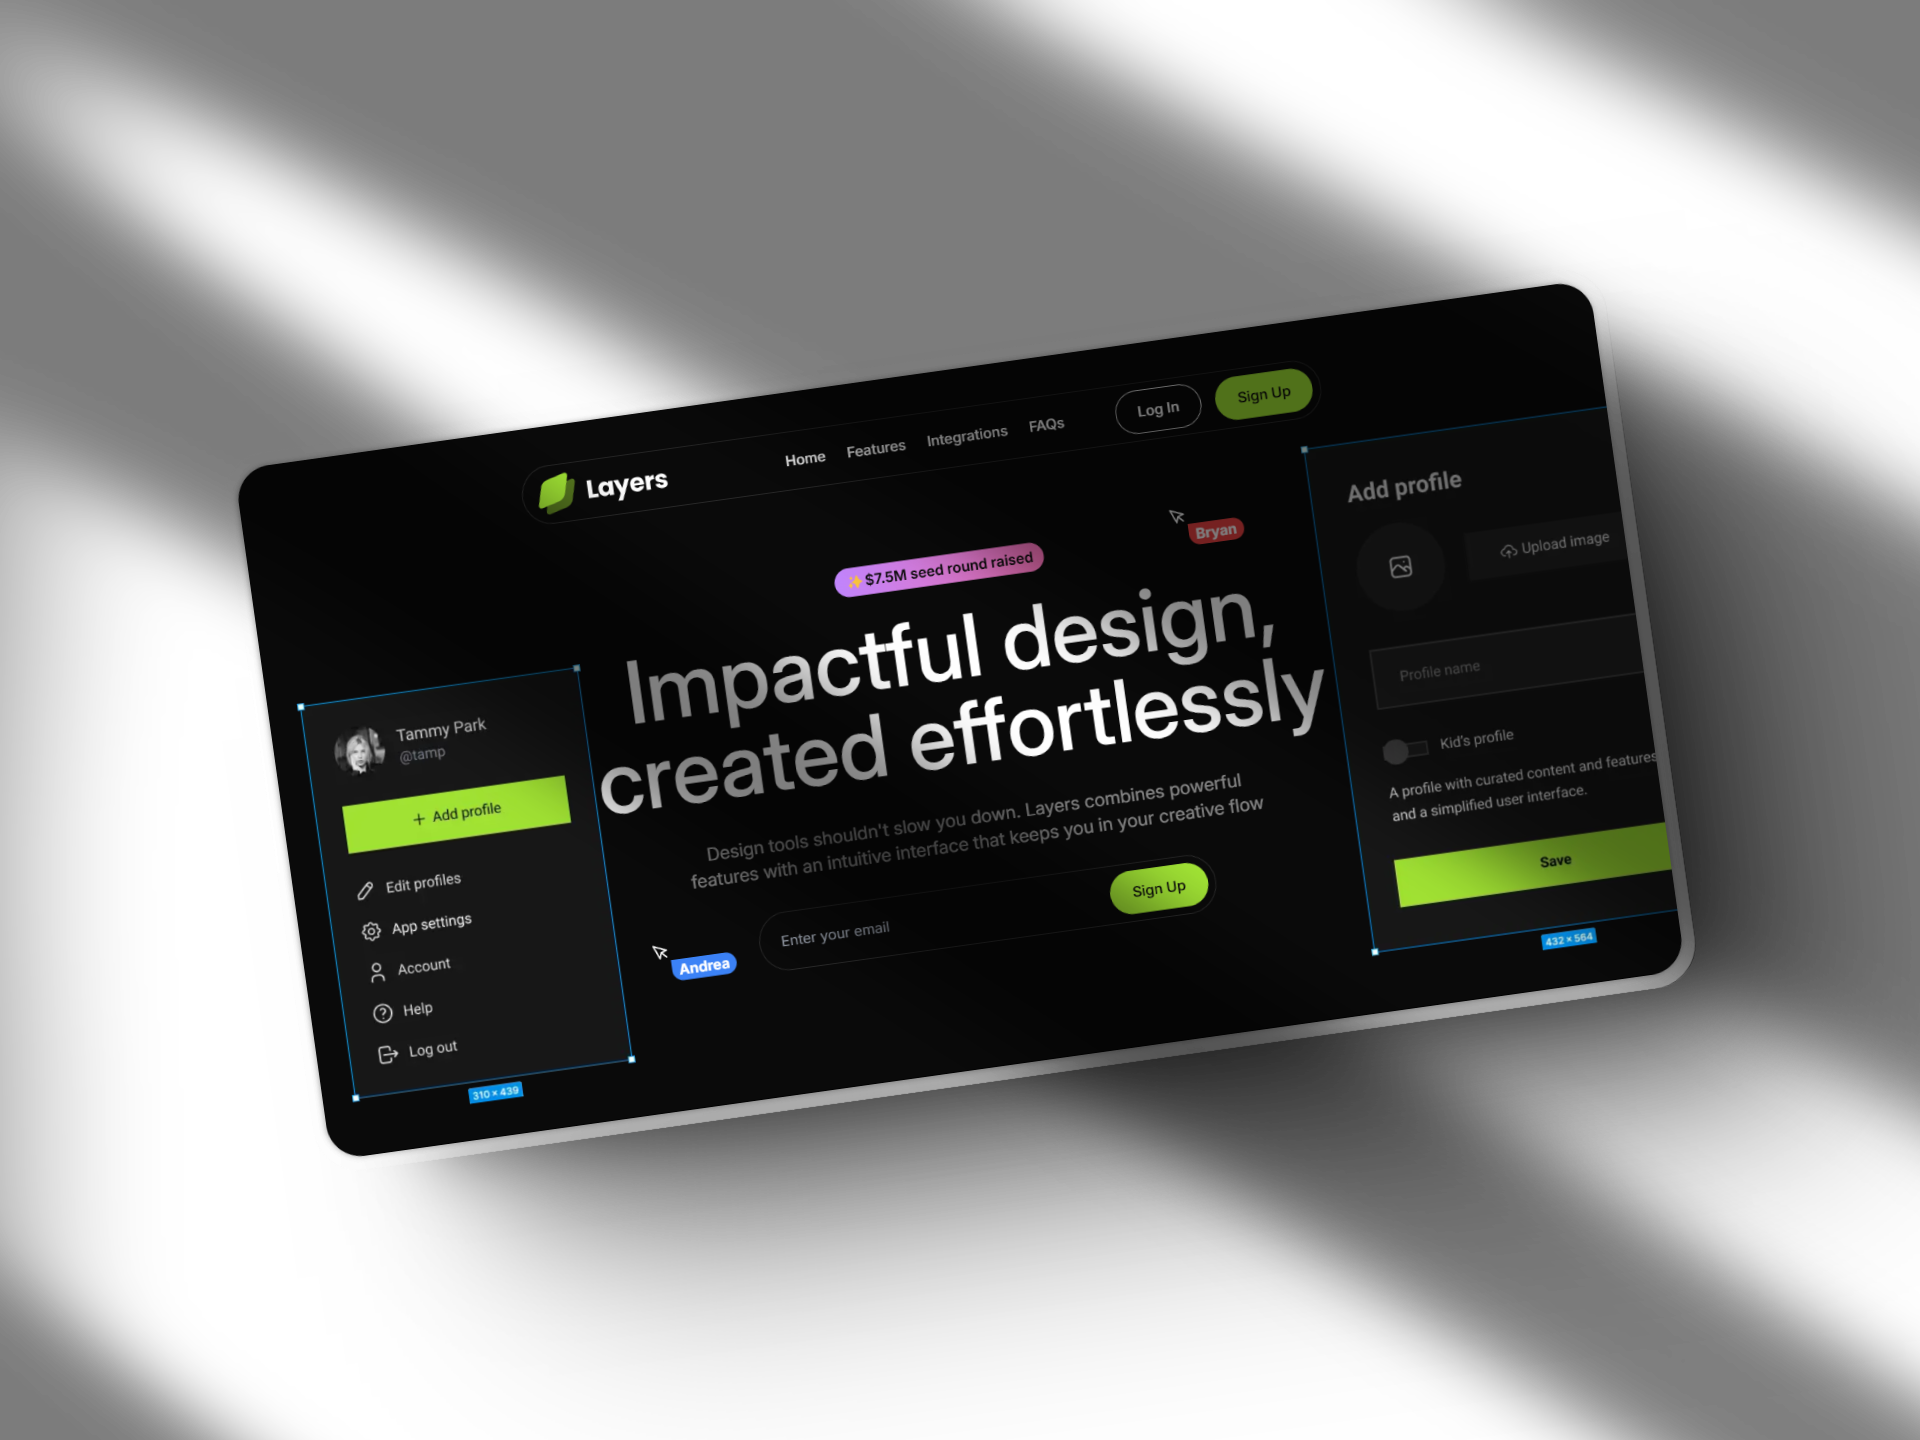 Layers
Home
Features
Integrations
FAQs
Log In
Sign Up
Bryan
✨ $7.5M seed round raised
Impactful design,
created effortlessly
Design tools shouldn't slow you down. Layers combines powerful
features with an intuitive interface that keeps you in your creative flow
Enter your email
Sign Up
Andrea
Tammy Park
@tamp
+ Add profile
Edit profiles
App settings
Account
Help
Log out
310 × 439
Add profile
Upload image
Profile name
Kid's profile
A profile with curated content and features
and a simplified user interface.
Save
432 × 564